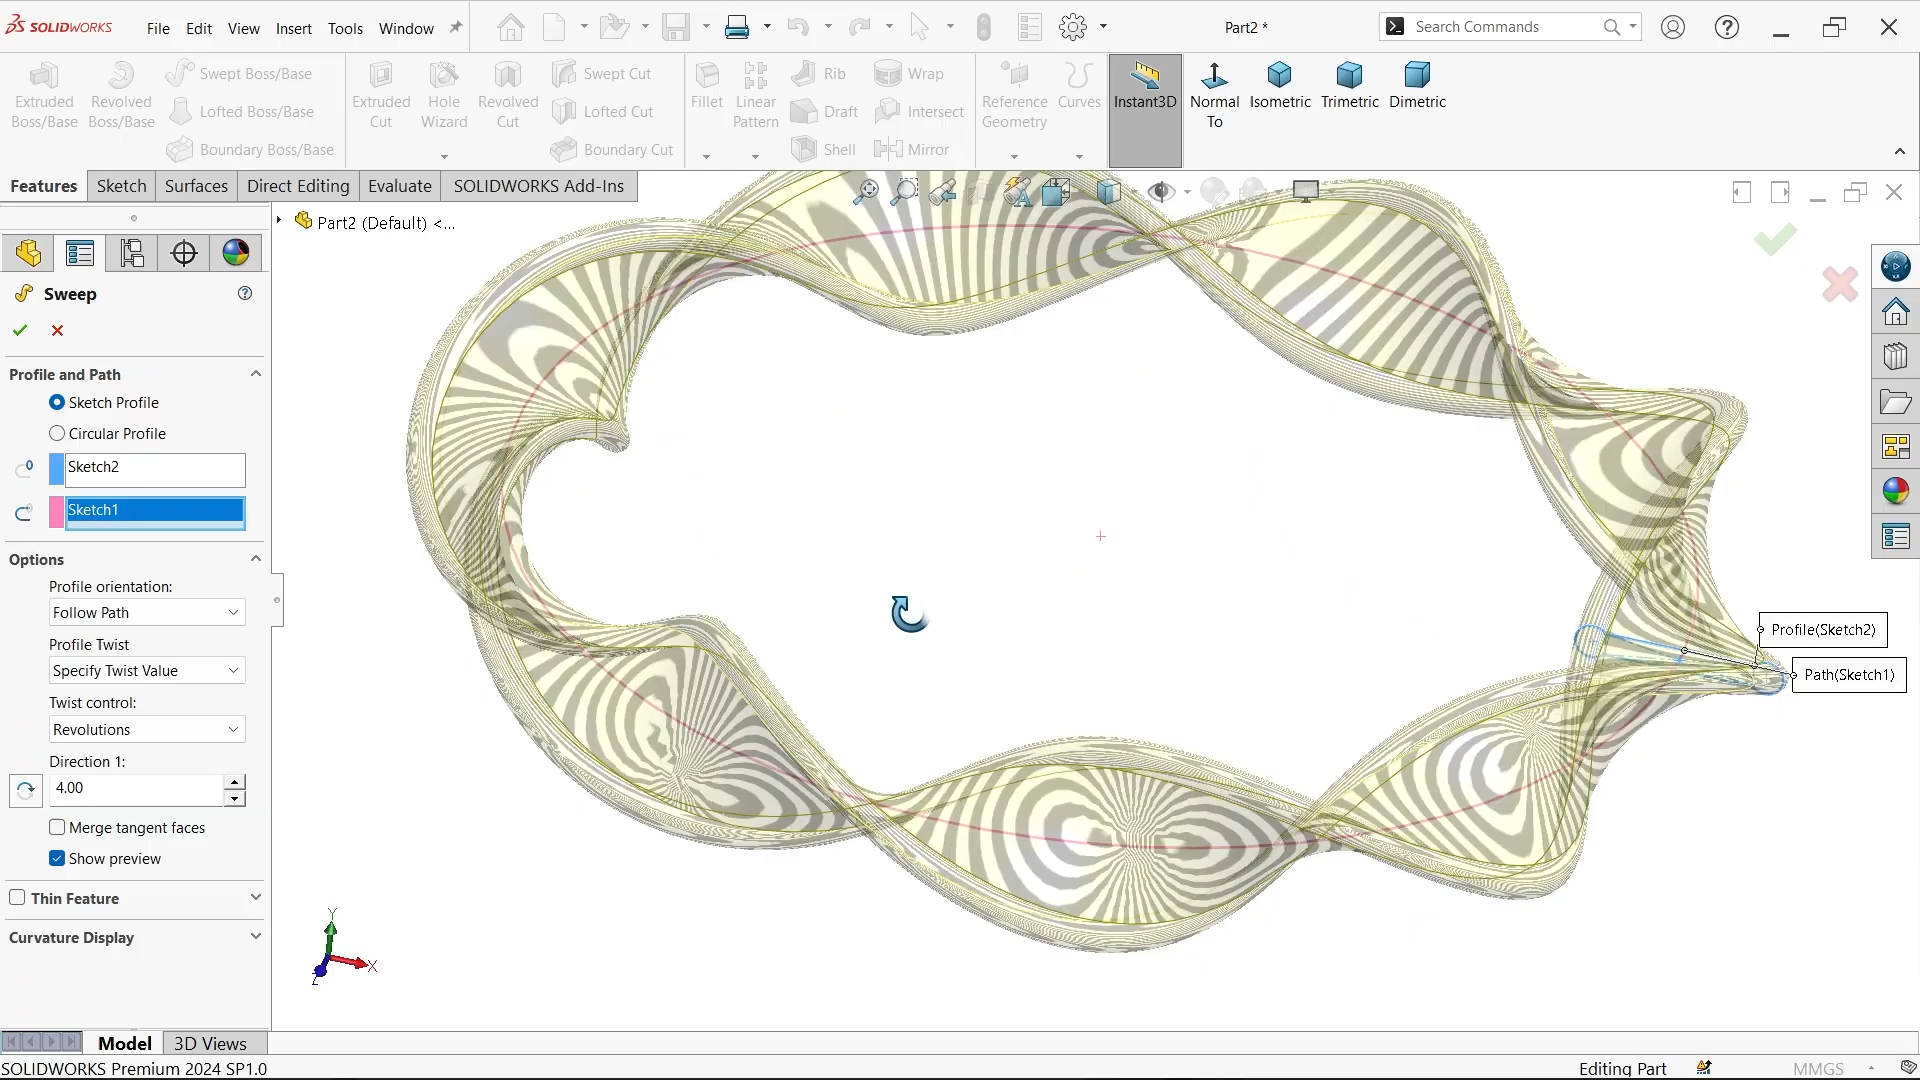 SOLIDWORKS File Edit View Insert Tools Window Part2 * Search Commands
Extruded Boss/Base
Revolved Boss/Base
Swept Boss/Base
Lofted Boss/Base
Boundary Boss/Base
Extruded Cut
Hole Wizard
Revolved Cut
Swept Cut
Lofted Cut
Boundary Cut
Fillet
Linear Pattern
Rib
Draft
Shell
Wrap
Intersect
Mirror
Reference Geometry
Curves
Instant3D
Normal To
Isometric
Trimetric
Dimetric
Features Sketch Surfaces Direct Editing Evaluate SOLIDWORKS Add-Ins
Part2 (Default) <...
Sweep
Profile and Path
Sketch Profile
Circular Profile
Sketch2
Sketch1
Options
Profile orientation:
Follow Path
Profile Twist
Specify Twist Value
Twist control:
Revolutions
Direction 1:
4.00
Merge tangent faces
Show preview
Thin Feature
Curvature Display
Profile(Sketch2)
Path(Sketch1)
Y
X
Z
Model 3D Views
SOLIDWORKS Premium 2024 SP1.0 Editing Part MMGS